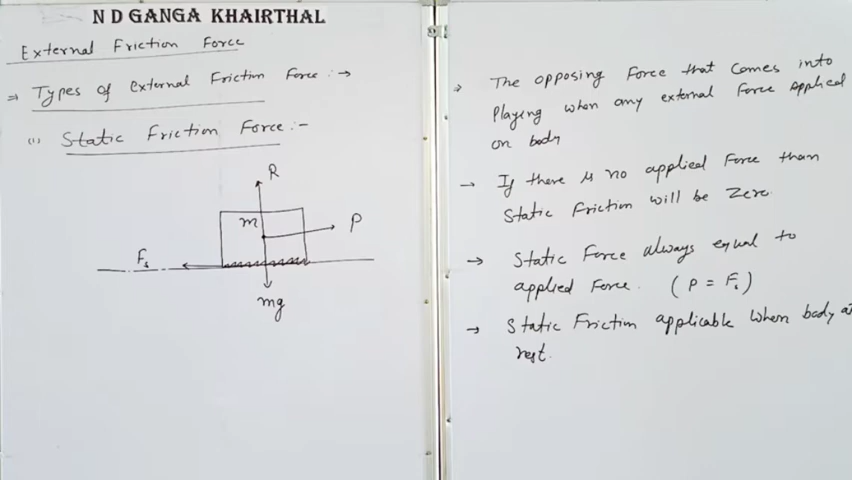 N D GANGA KHAIRTHAL
External Friction Force
⇒ Types of external Friction Force :→
(1) Static Friction Force :-
R
m
P
Fs
mg
→ The opposing Force that comes into
Playing when any external Force applied
on body
→ If there is no applied Force than
Static Friction will be Zero
→ Static Force always equal to
applied Force. (P = Fs)
→ Static Friction applicable when body at
rest.